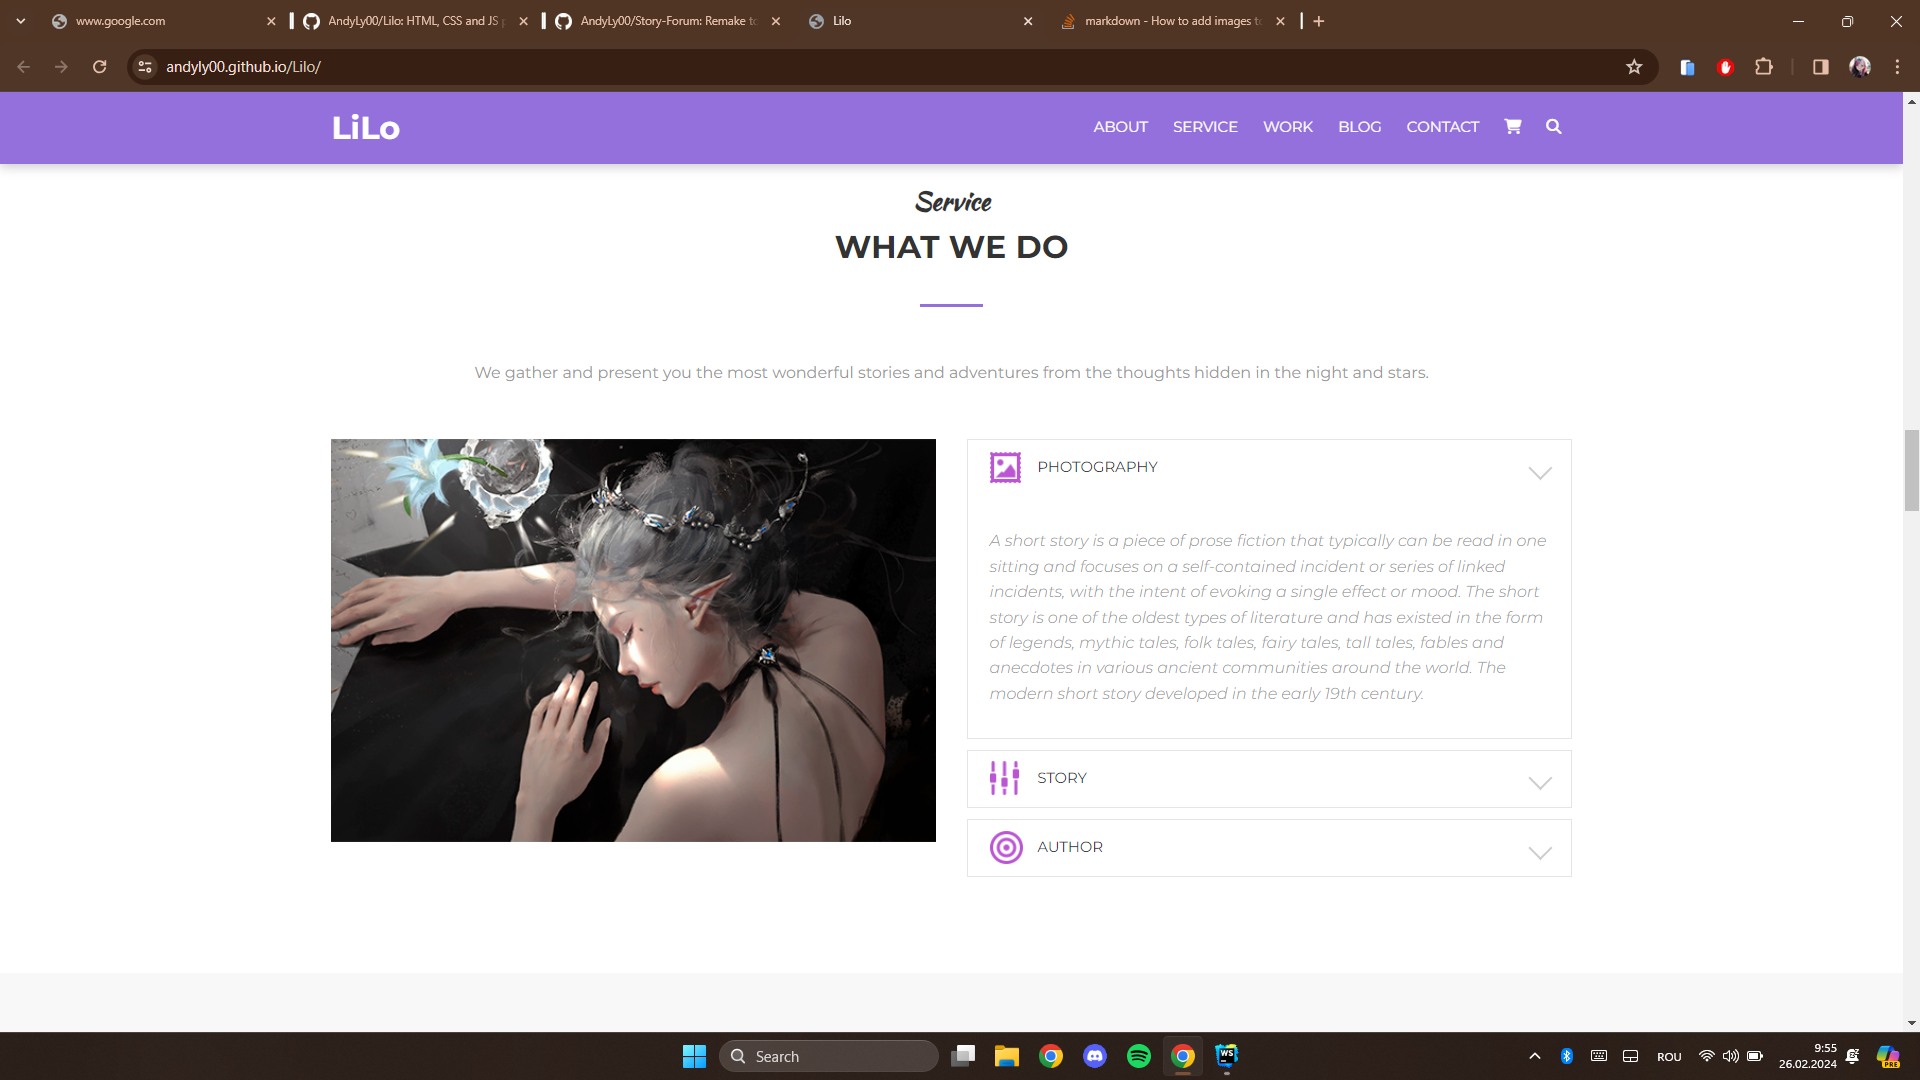 www.google.com
AndyLy00/Lilo: HTML, CSS and JS p
AndyLy00/Story-Forum: Remake to
Lilo
markdown - How to add images to
andyly00.github.io/Lilo/
LiLo
ABOUT SERVICE WORK BLOG CONTACT
Service
WHAT WE DO
We gather and present you the most wonderful stories and adventures from the thoughts hidden in the night and stars.
PHOTOGRAPHY
A short story is a piece of prose fiction that typically can be read in one
sitting and focuses on a self-contained incident or series of linked
incidents, with the intent of evoking a single effect or mood. The short
story is one of the oldest types of literature and has existed in the form
of legends, mythic tales, folk tales, fairy tales, tall tales, fables and
anecdotes in various ancient communities around the world. The
modern short story developed in the early 19th century.
STORY
AUTHOR
Search
WS
ROU
9:55
26.02.2024
PRE